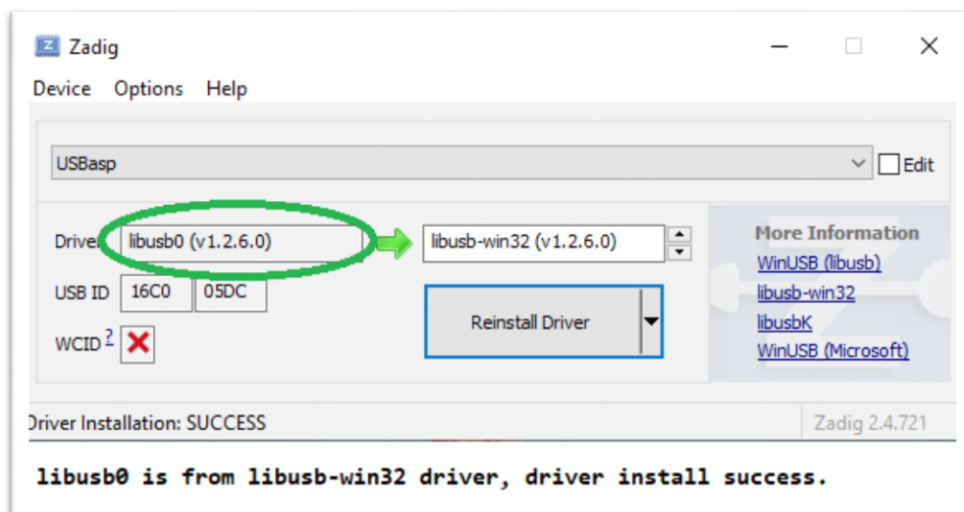 Zadig
Device Options Help
USBasp
Edit
Drive libusb0 (v1.2.6.0) libusb-win32 (v1.2.6.0)
USB ID 16C0 05DC
WCID ?
Reinstall Driver
More Information
WinUSB (libusb)
libusb-win32
libusbK
WinUSB (Microsoft)
Driver Installation: SUCCESS
Zadig 2.4.721
libusb0 is from libusb-win32 driver, driver install success.